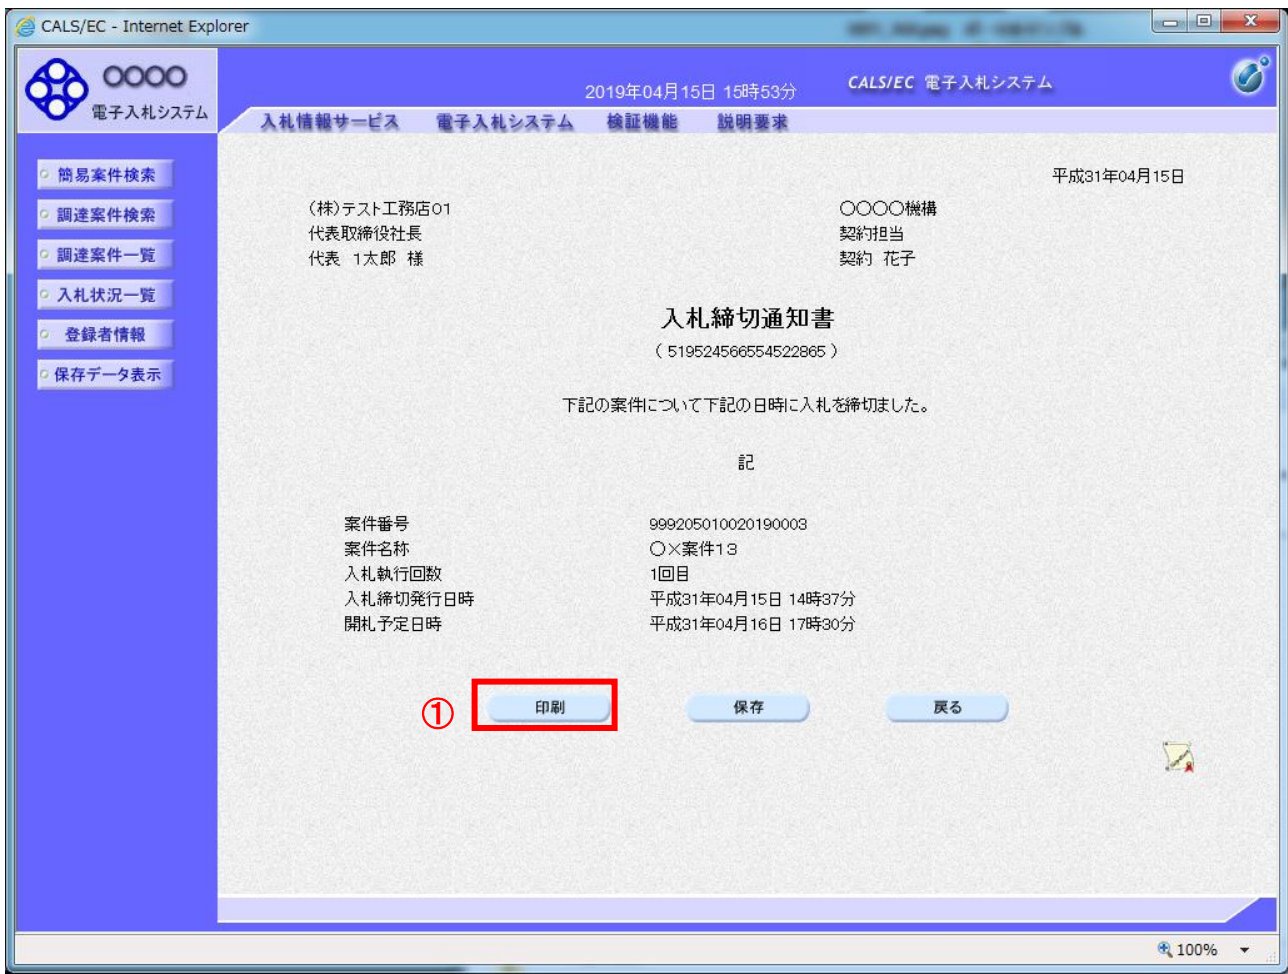 CALS/EC - Internet Explorer
〇〇〇〇
電子入札システム
2019年04月15日 15時53分
CALS/EC 電子入札システム
入札情報サービス 電子入札システム 検証機能 説明要求
簡易案件検索
調達案件検索
調達案件一覧
入札状況一覧
登録者情報
保存データ表示
平成31年04月15日
(株)テスト工務店01
代表取締役社長
代表 1太郎 様
〇〇〇〇機構
契約担当
契約 花子
入札締切通知書
(519524566554522865)
下記の案件について下記の日時に入札を締切ました。
記
案件番号 999205010020190003
案件名称 〇×案件13
入札執行回数 1回目
入札締切発行日時 平成31年04月15日 14時37分
開札予定日時 平成31年04月16日 17時30分
① 印刷 保存 戻る
100%